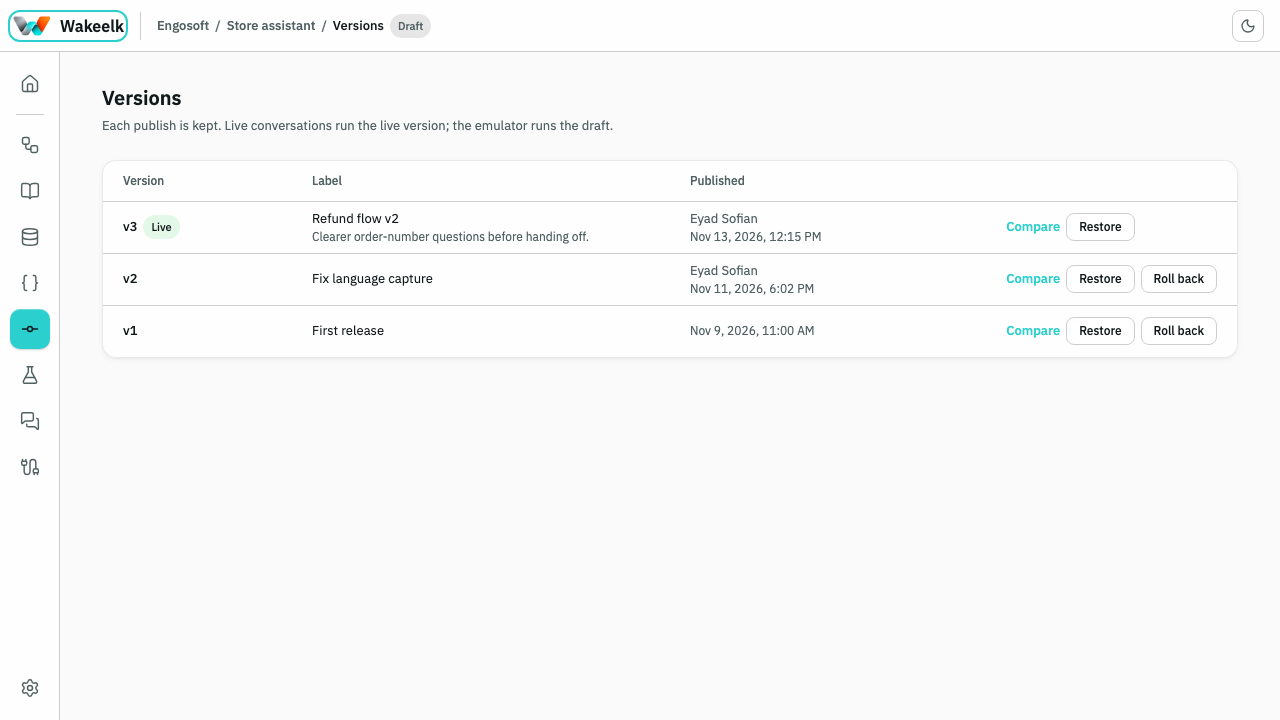 Wakeelk
Engosoft / Store assistant / Versions Draft
Versions
Each publish is kept. Live conversations run the live version; the emulator runs the draft.
Version Label Published
v3 Live Refund flow v2 Eyad Sofian Compare Restore
Clearer order-number questions before handing off. Nov 13, 2026, 12:15 PM
v2 Fix language capture Eyad Sofian Compare Restore Roll back
Nov 11, 2026, 6:02 PM
v1 First release Nov 9, 2026, 11:00 AM Compare Restore Roll back